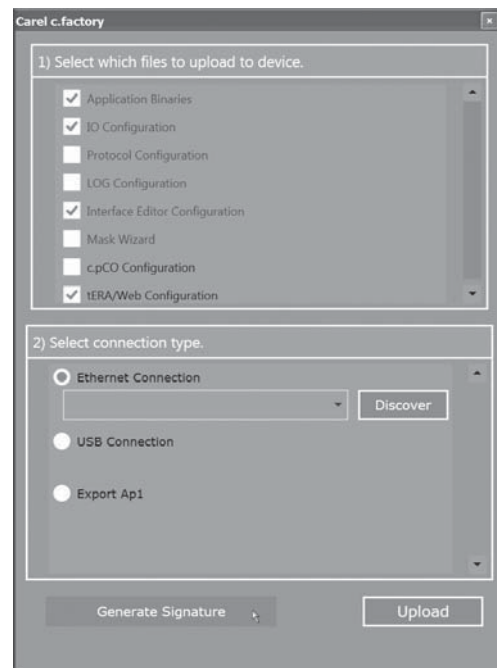 Carel c.factory
1) Select which files to upload to device.
Application Binaries
IO Configuration
Protocol Configuration
LOG Configuration
Interface Editor Configuration
Mask Wizard
c.pCO Configuration
tERA/Web Configuration
2) Select connection type.
Ethernet Connection
Discover
USB Connection
Export Ap1
Generate Signature
Upload